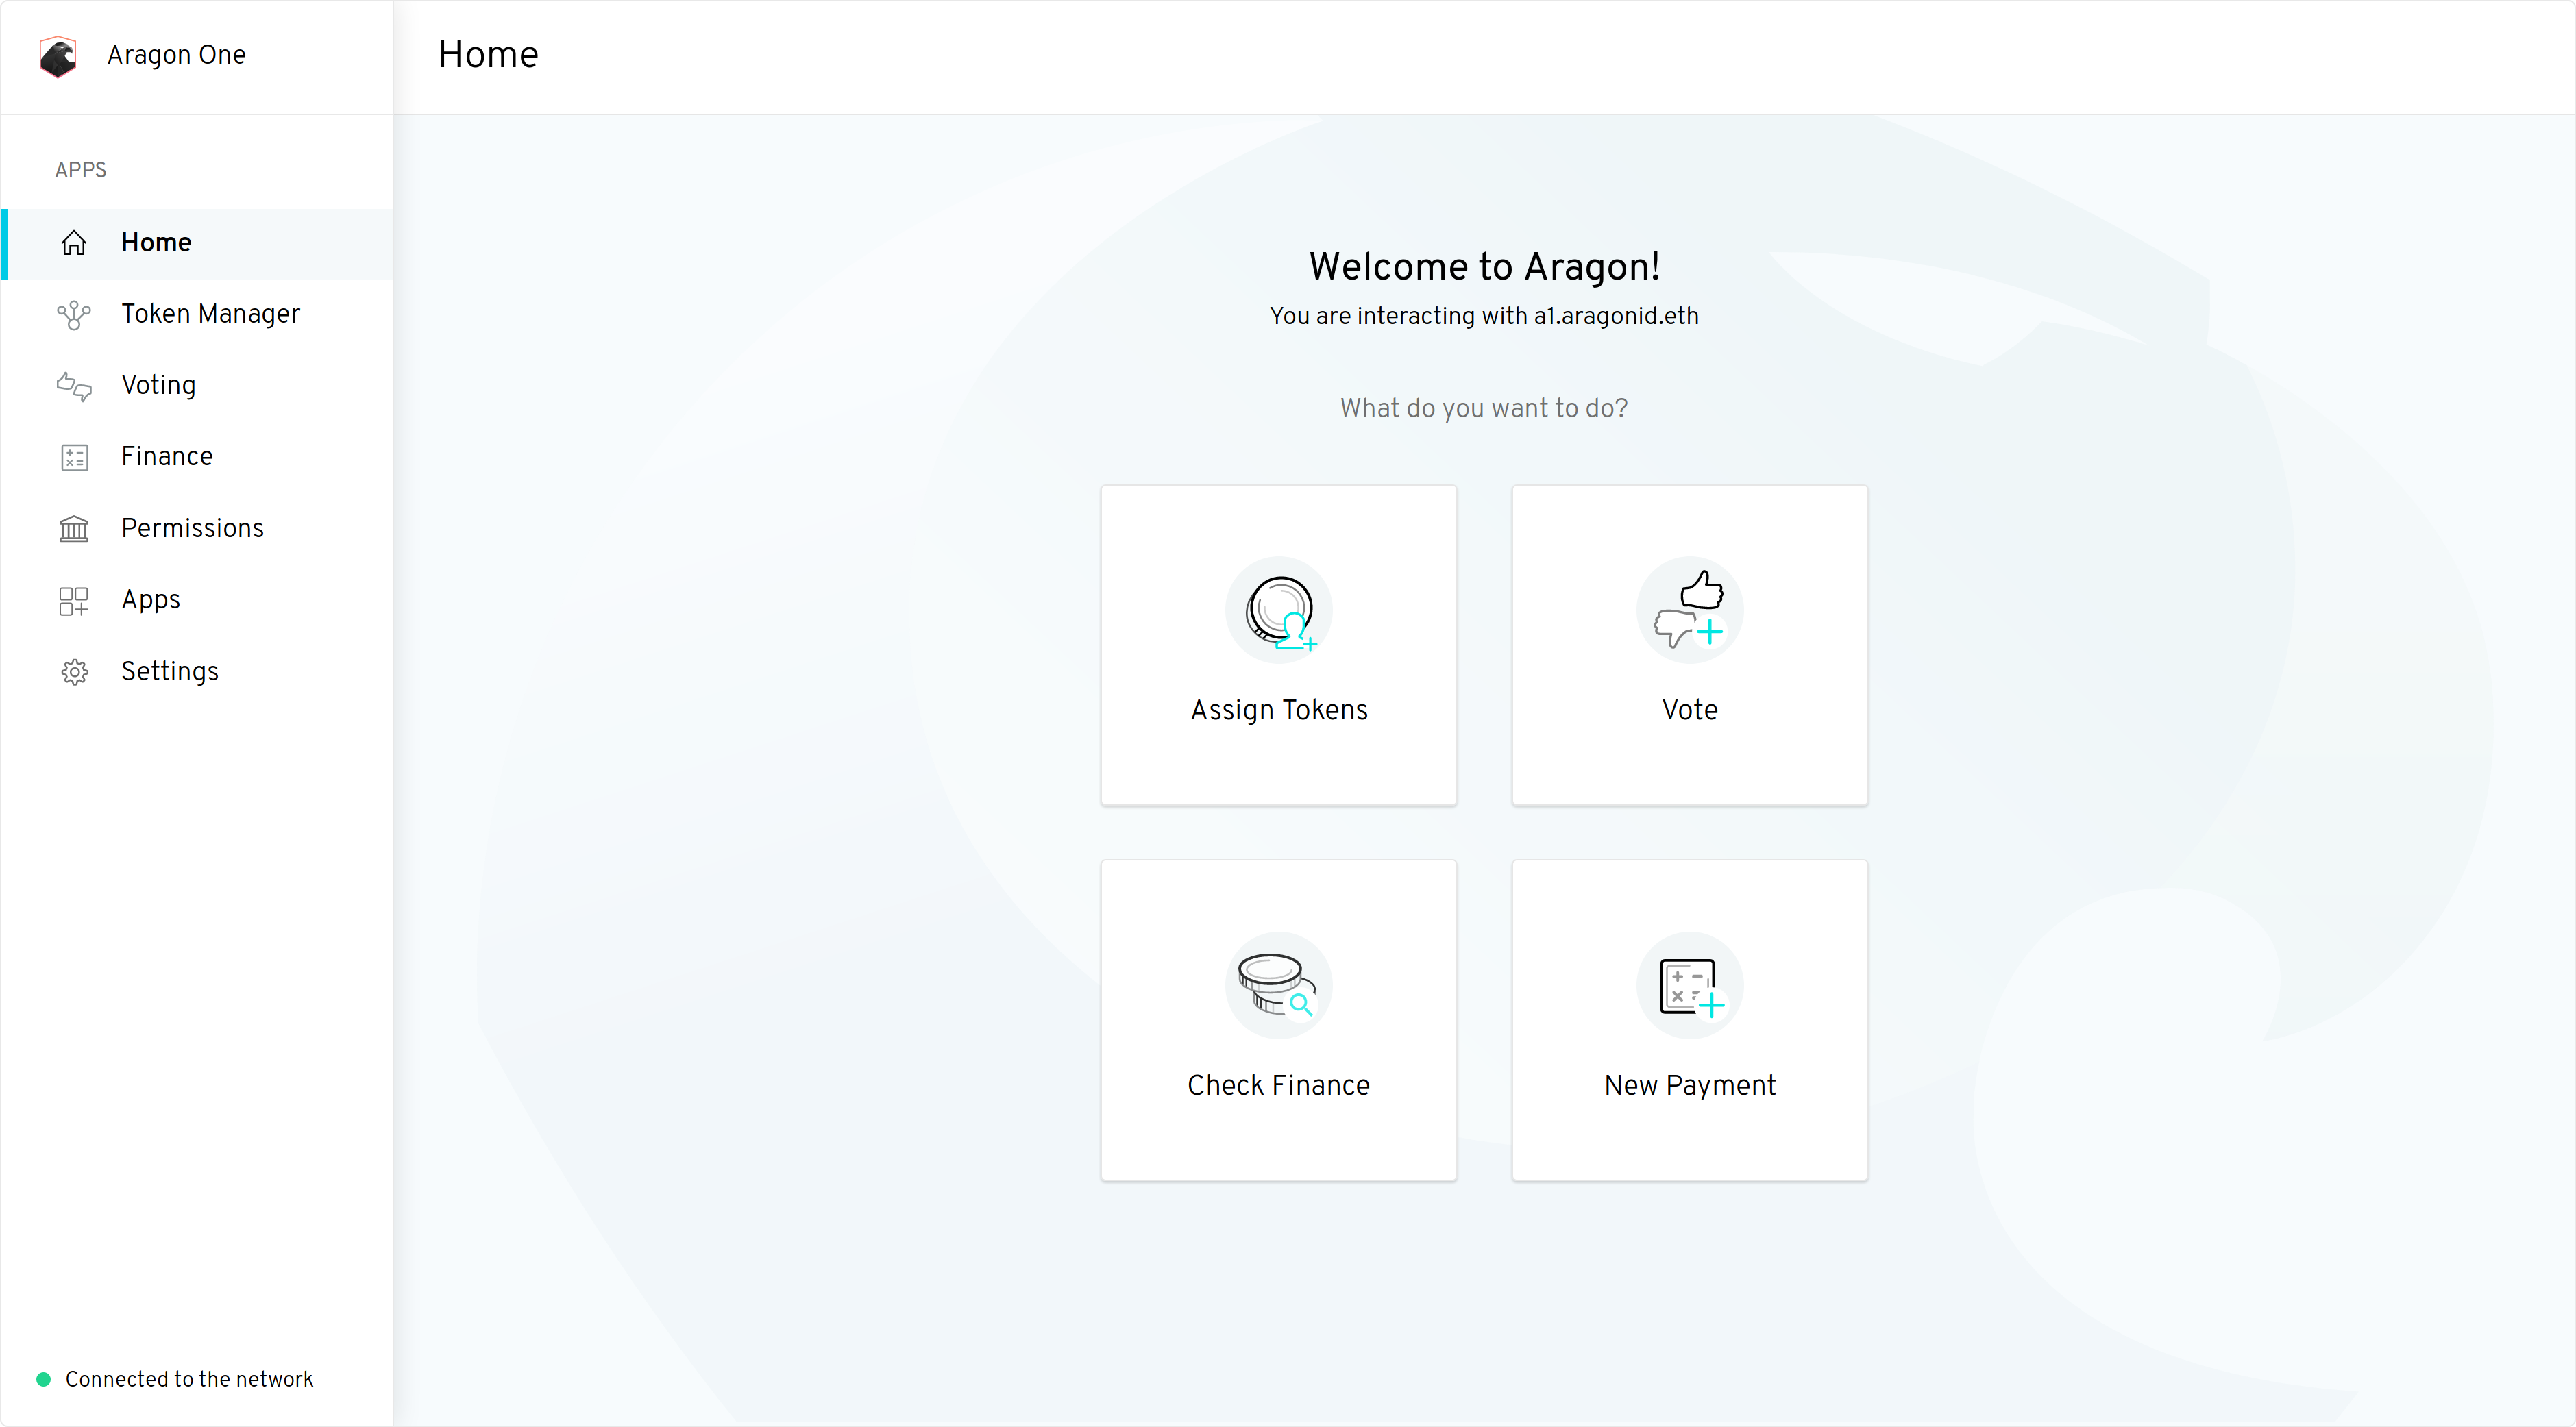 Aragon One
Home
APPS
Home
Token Manager
Voting
Finance
Permissions
Apps
Settings
Connected to the network
Welcome to Aragon!
You are interacting with a1.aragonid.eth
What do you want to do?
Assign Tokens
Vote
Check Finance
New Payment